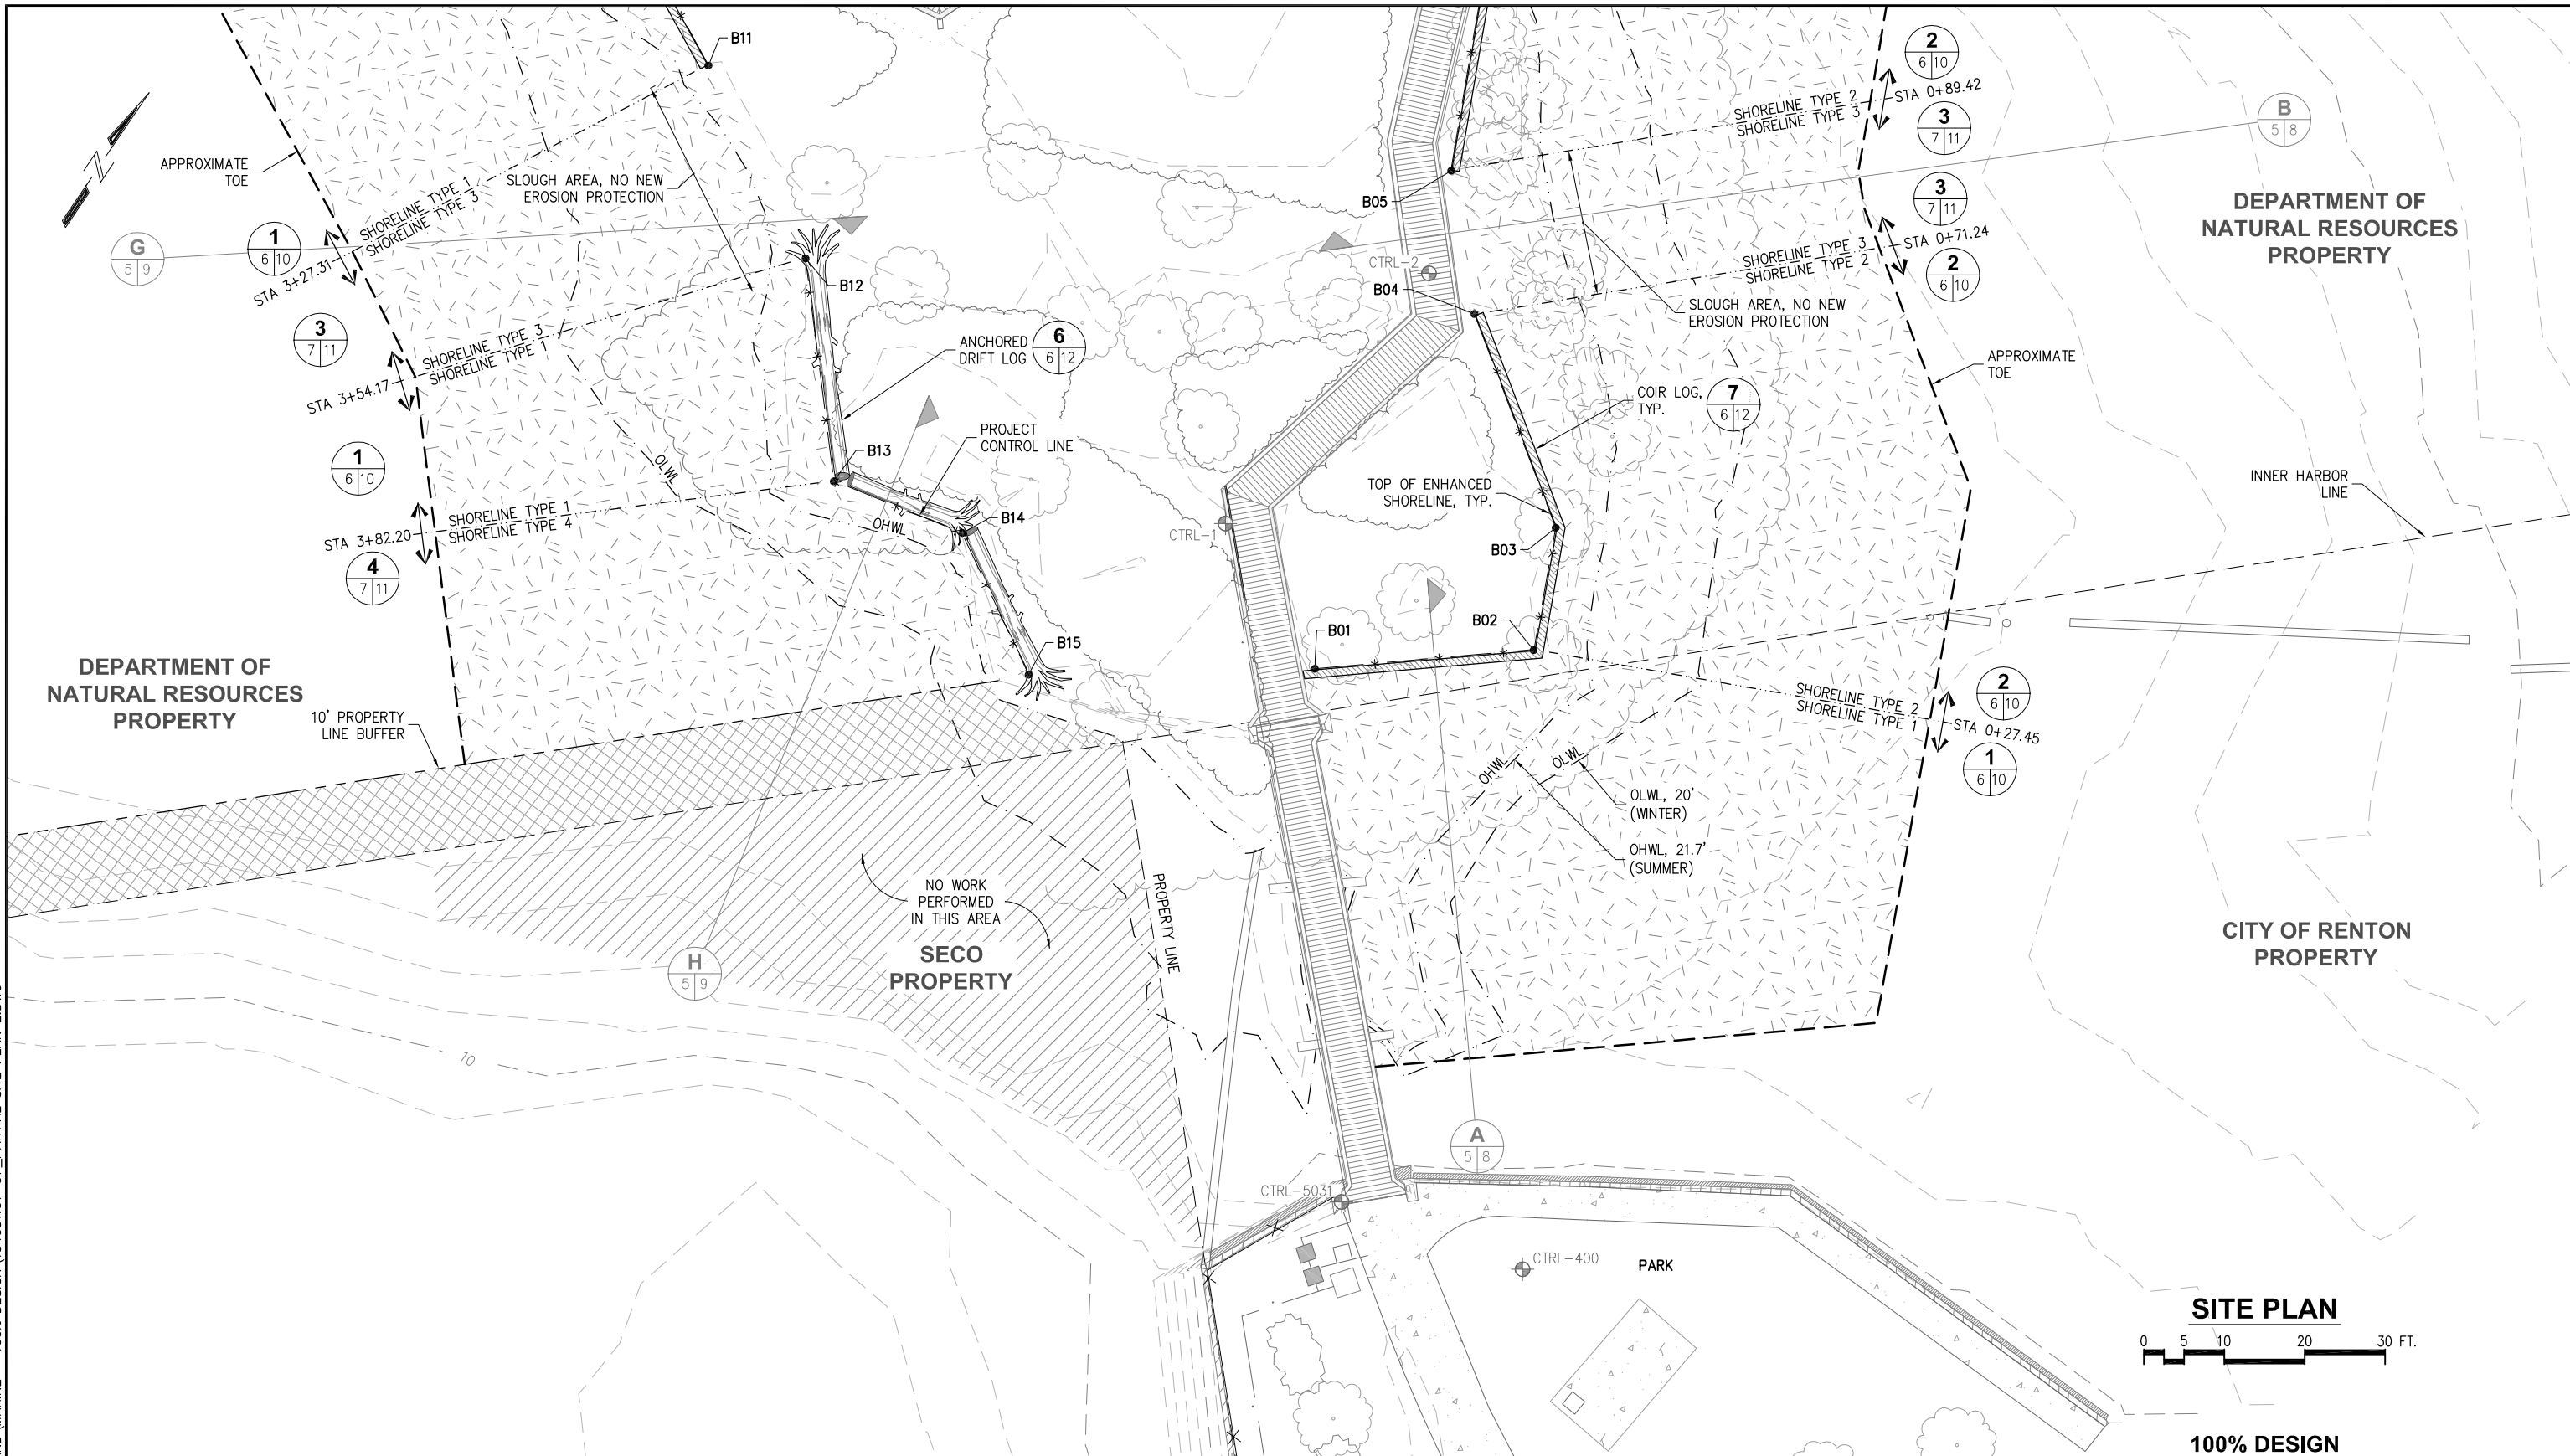 B11
2
6 10
STA 0+89.42
SHORELINE TYPE 2
SHORELINE TYPE 3
3
7 11
B
5 8
APPROXIMATE
TOE
N
SHORELINE TYPE 1
SHORELINE TYPE 3
SLOUGH AREA, NO NEW
EROSION PROTECTION
B05
3
7 11
DEPARTMENT OF
NATURAL RESOURCES
PROPERTY
G
5 9
1
6 10
STA 3+27.31
STA 0+71.24
SHORELINE TYPE 3
SHORELINE TYPE 2
2
6 10
CTRL-2
B12
B04
SLOUGH AREA, NO NEW
EROSION PROTECTION
3
7 11
SHORELINE TYPE 3
SHORELINE TYPE 1
STA 3+54.17
ANCHORED
DRIFT LOG
6
6 12
APPROXIMATE
TOE
COIR LOG,
TYP.
7
6 12
PROJECT
CONTROL LINE
B13
1
6 10
OLWL
TOP OF ENHANCED
SHORELINE, TYP.
INNER HARBOR
LINE
SHORELINE TYPE 1
SHORELINE TYPE 4
STA 3+82.20
OHWL
B14
CTRL-1
B03
4
7 11
B01
B02
B15
DEPARTMENT OF
NATURAL RESOURCES
PROPERTY
10' PROPERTY
LINE BUFFER
SHORELINE TYPE 2
SHORELINE TYPE 1
2
6 10
STA 0+27.45
1
6 10
OHWL
OLWL
OLWL, 20'
(WINTER)
OHWL, 21.7'
(SUMMER)
NO WORK
PERFORMED
IN THIS AREA
PROPERTY LINE
SECO
PROPERTY
H
5 9
CITY OF RENTON
PROPERTY
10
A
5 8
CTRL-5031
CTRL-400
PARK
SITE PLAN
0 5 10 20 30 FT.
100% DESIGN